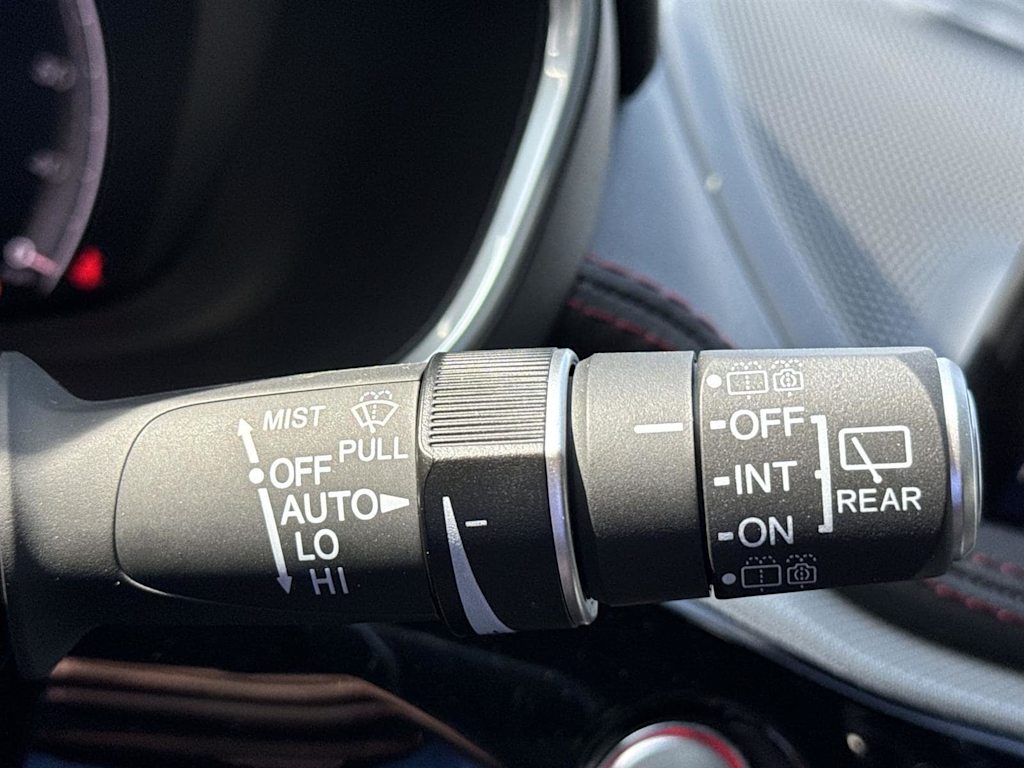 MIST
PULL
OFF
AUTO
LO
HI
OFF
INT
ON
REAR